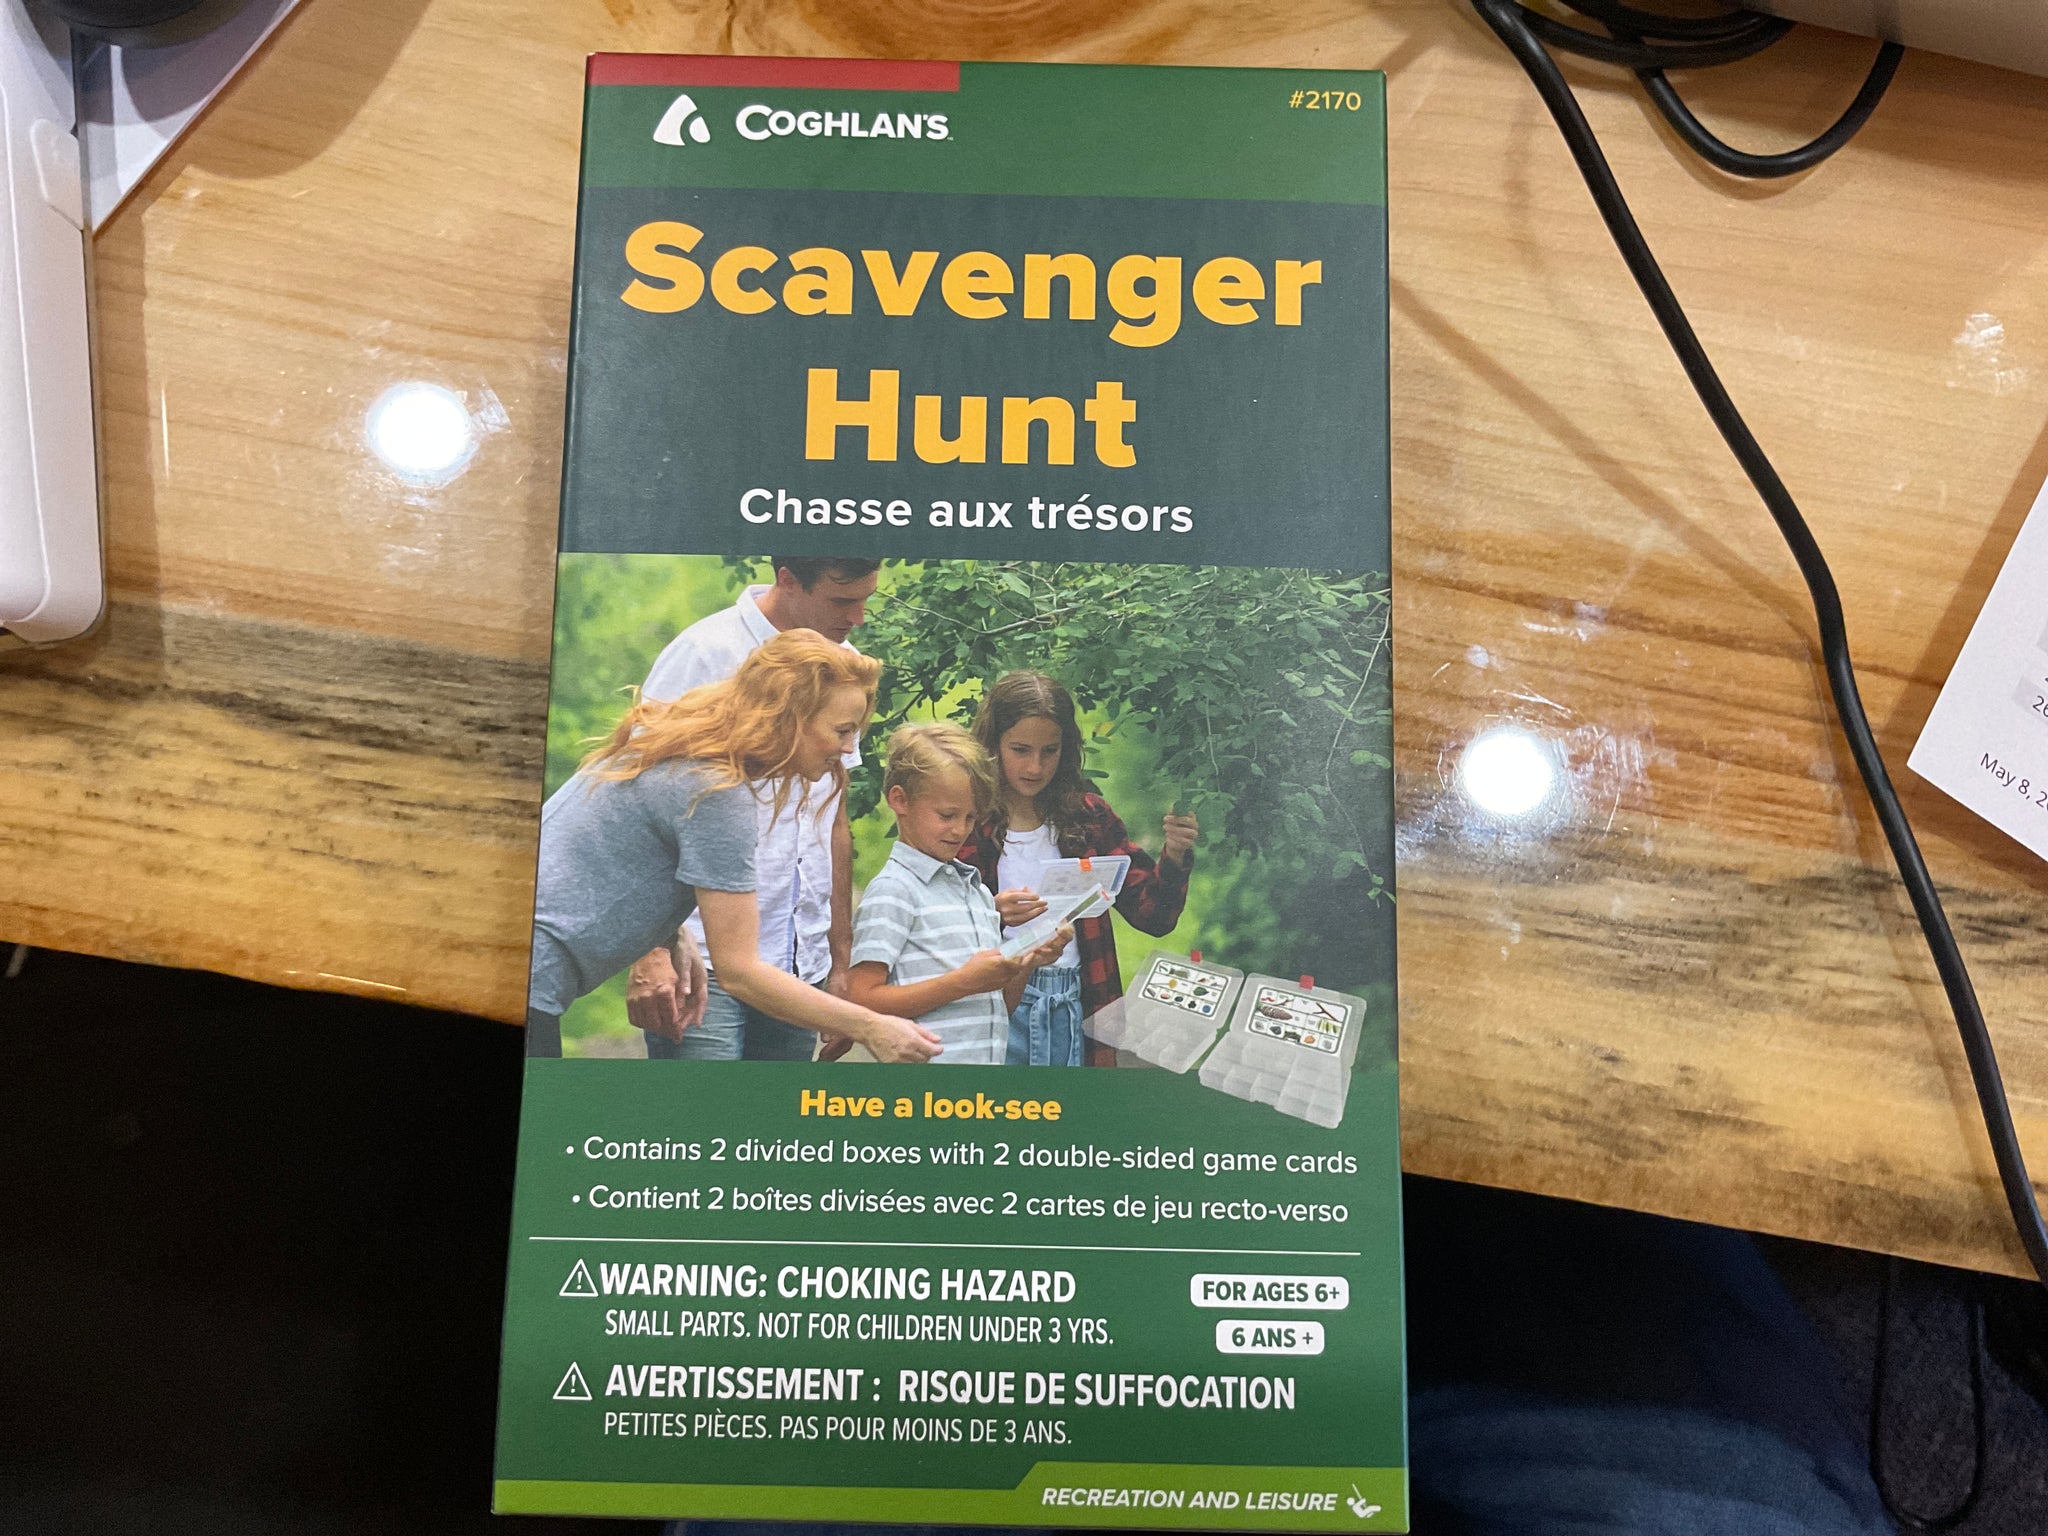 COGHLAN'S
#2170
Scavenger
Hunt
Chasse aux trésors
Have a look-see
• Contains 2 divided boxes with 2 double-sided game cards
• Contient 2 boîtes divisées avec 2 cartes de jeu recto-verso
WARNING: CHOKING HAZARD
SMALL PARTS. NOT FOR CHILDREN UNDER 3 YRS.
FOR AGES 6+
6 ANS +
AVERTISSEMENT : RISQUE DE SUFFOCATION
PETITES PIÈCES. PAS POUR MOINS DE 3 ANS.
RECREATION AND LEISURE
May 8,